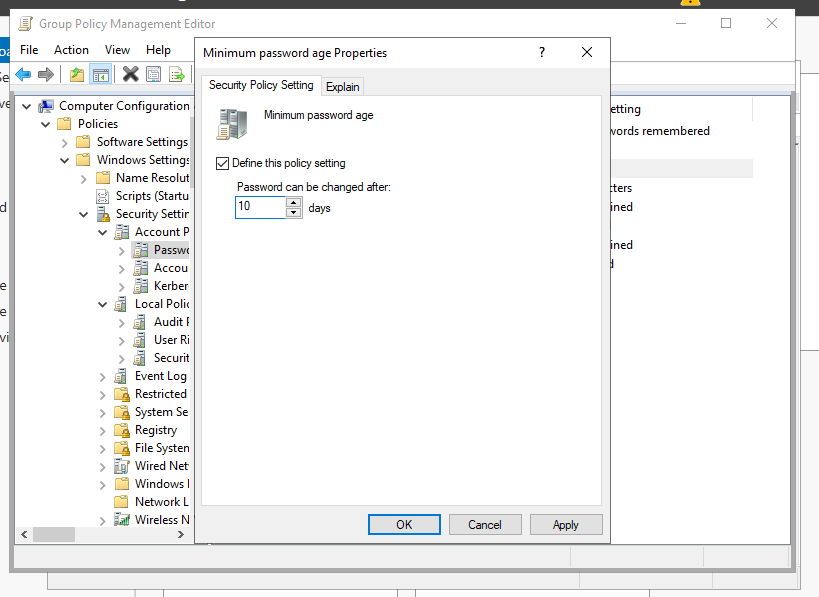 Group Policy Management Editor
File Action View Help
Minimum password age Properties
?
Security Policy Setting
Explain
Minimum password age
Define this policy setting
Password can be changed after:
10
days
OK
Cancel
Apply
Computer Configuration
Policies
Software Settings
Windows Settings
Name Resolut
Scripts (Startu
Security Settin
Account P
Passwo
Accou
Kerber
Local Polic
Audit P
User Ri
Securit
Event Log
Restricted
System Se
Registry
File System
Wired Net
Windows
Network L
Wireless N
etting
words remembered
cters
ined
ined
d